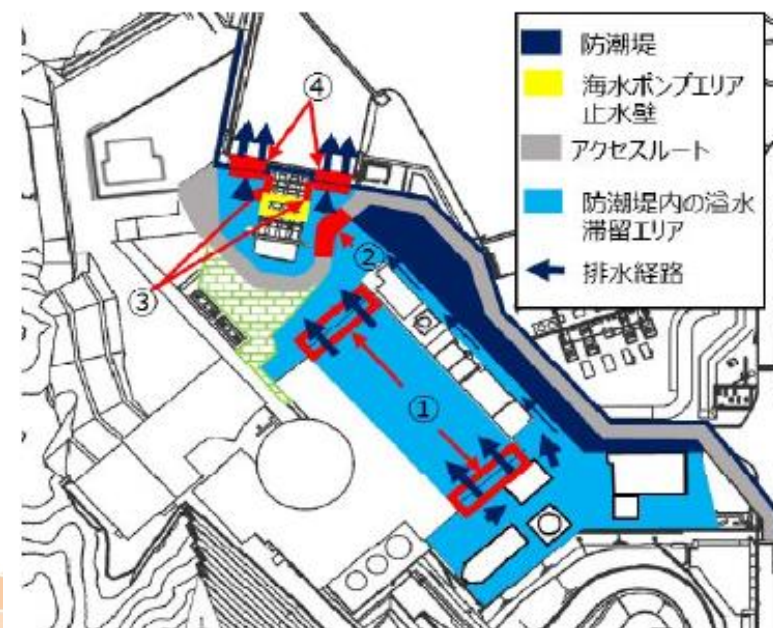 防潮堤
海水ポンプエリア
止水壁
アクセスルート
防潮堤内の溢水
滞留エリア
排水経路
④
②
③
①